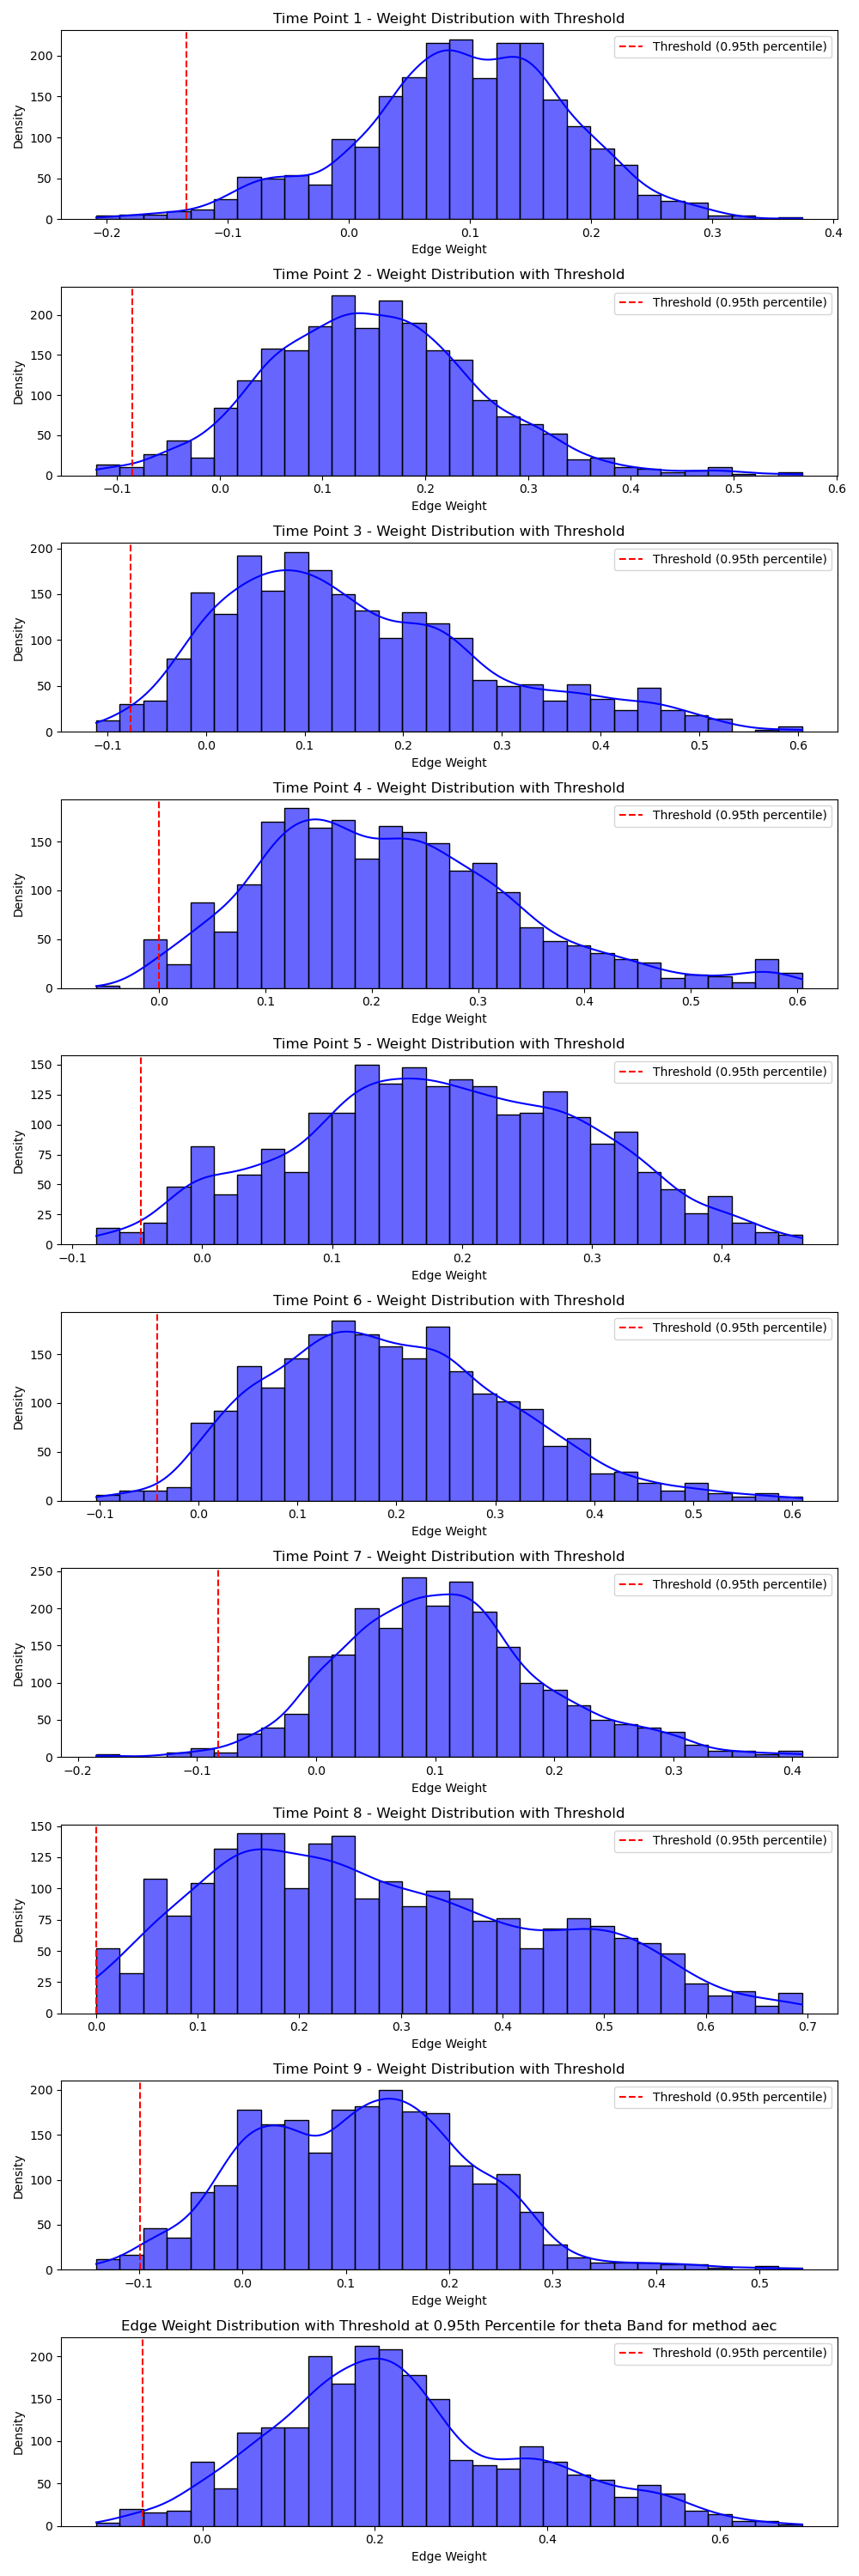 Time Point 1 - Weight Distribution with Threshold
Threshold (0.95th percentile)
Density
200
150
100
50
0
−0.2 −0.1 0.0 0.1 0.2 0.3 0.4
Edge Weight
Time Point 2 - Weight Distribution with Threshold
Threshold (0.95th percentile)
Density
200
150
100
50
0
−0.1 0.0 0.1 0.2 0.3 0.4 0.5 0.6
Edge Weight
Time Point 3 - Weight Distribution with Threshold
Threshold (0.95th percentile)
Density
200
150
100
50
0
−0.1 0.0 0.1 0.2 0.3 0.4 0.5 0.6
Edge Weight
Time Point 4 - Weight Distribution with Threshold
Threshold (0.95th percentile)
Density
150
100
50
0
0.0 0.1 0.2 0.3 0.4 0.5 0.6
Edge Weight
Time Point 5 - Weight Distribution with Threshold
Threshold (0.95th percentile)
Density
150
125
100
75
50
25
0
−0.1 0.0 0.1 0.2 0.3 0.4
Edge Weight
Time Point 6 - Weight Distribution with Threshold
Threshold (0.95th percentile)
Density
150
100
50
0
−0.1 0.0 0.1 0.2 0.3 0.4 0.5 0.6
Edge Weight
Time Point 7 - Weight Distribution with Threshold
Threshold (0.95th percentile)
Density
250
200
150
100
50
0
−0.2 −0.1 0.0 0.1 0.2 0.3 0.4
Edge Weight
Time Point 8 - Weight Distribution with Threshold
Threshold (0.95th percentile)
Density
150
125
100
75
50
25
0
0.0 0.1 0.2 0.3 0.4 0.5 0.6 0.7
Edge Weight
Time Point 9 - Weight Distribution with Threshold
Threshold (0.95th percentile)
Density
200
150
100
50
0
−0.1 0.0 0.1 0.2 0.3 0.4 0.5
Edge Weight
Edge Weight Distribution with Threshold at 0.95th Percentile for theta Band for method aec
Threshold (0.95th percentile)
Density
200
150
100
50
0
0.0 0.2 0.4 0.6
Edge Weight